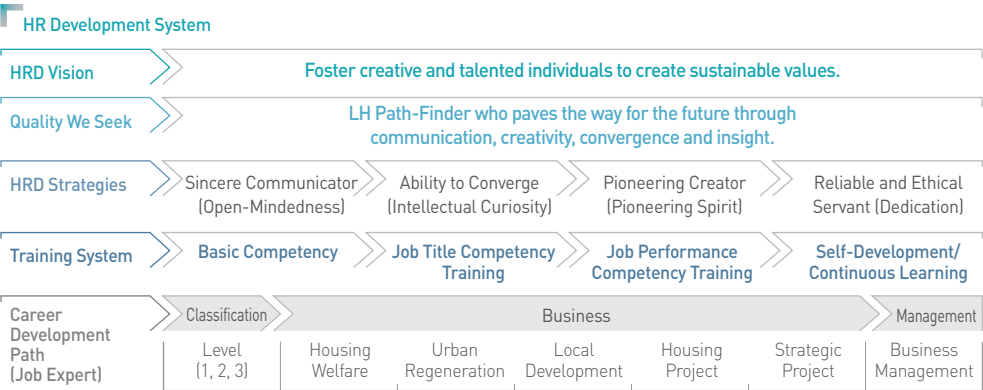 HR Development System
HRD Vision
Foster creative and talented individuals to create sustainable values.
Quality We Seek
LH Path-Finder who paves the way for the future through
communication, creativity, convergence and insight.
HRD Strategies
Sincere Communicator
(Open-Mindedness)
Ability to Converge
(Intellectual Curiosity)
Pioneering Creator
(Pioneering Spirit)
Reliable and Ethical
Servant (Dedication)
Training System
Basic Competency
Job Title Competency
Training
Job Performance
Competency Training
Self-Development/
Continuous Learning
Career
Development
Path
(Job Expert)
Classification
Business
Management
Level
(1, 2, 3)
Housing
Welfare
Urban
Regeneration
Local
Development
Housing
Project
Strategic
Project
Business
Management